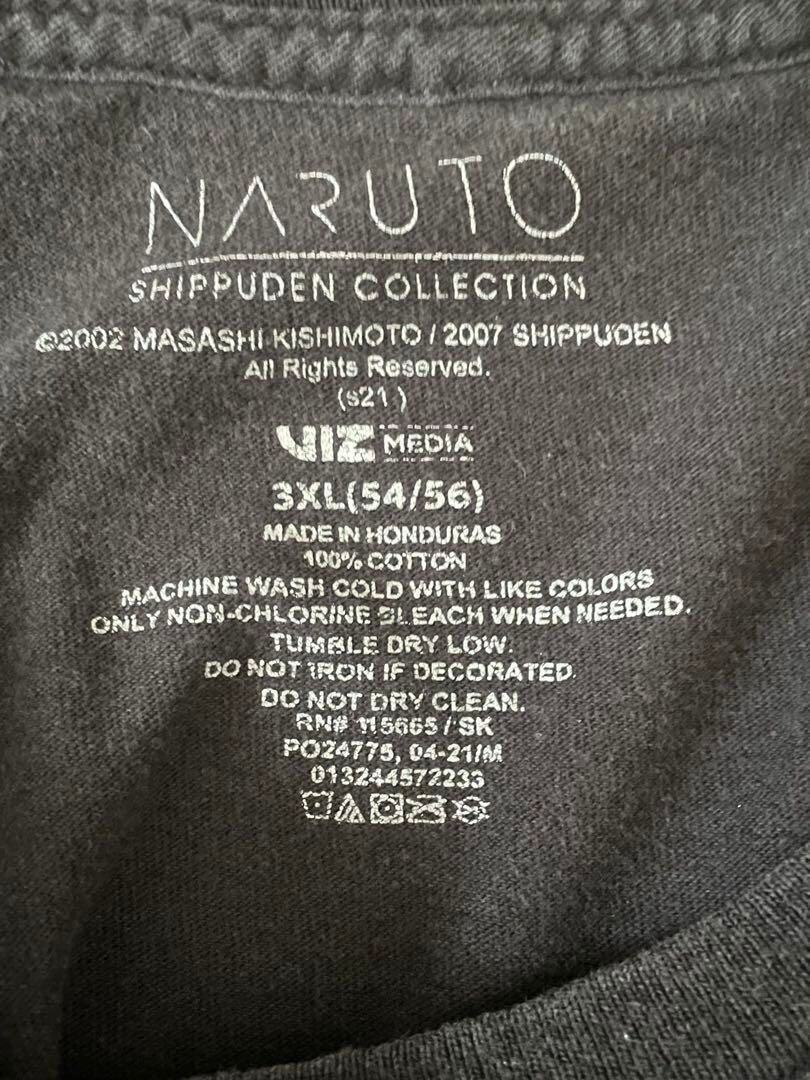 NARUTO
SHIPPUDEN COLLECTION
©2002 MASASHI KISHIMOTO / 2007 SHIPPUDEN
All Rights Reserved.
(s21)
VIZ MEDIA
3XL(54/56)
MADE IN HONDURAS
100% COTTON
MACHINE WASH COLD WITH LIKE COLORS
ONLY NON-CHLORINE BLEACH WHEN NEEDED.
TUMBLE DRY LOW.
DO NOT IRON IF DECORATED.
DO NOT DRY CLEAN.
RN# 115665 / SK
PO24775, 04-21/M
013244572233